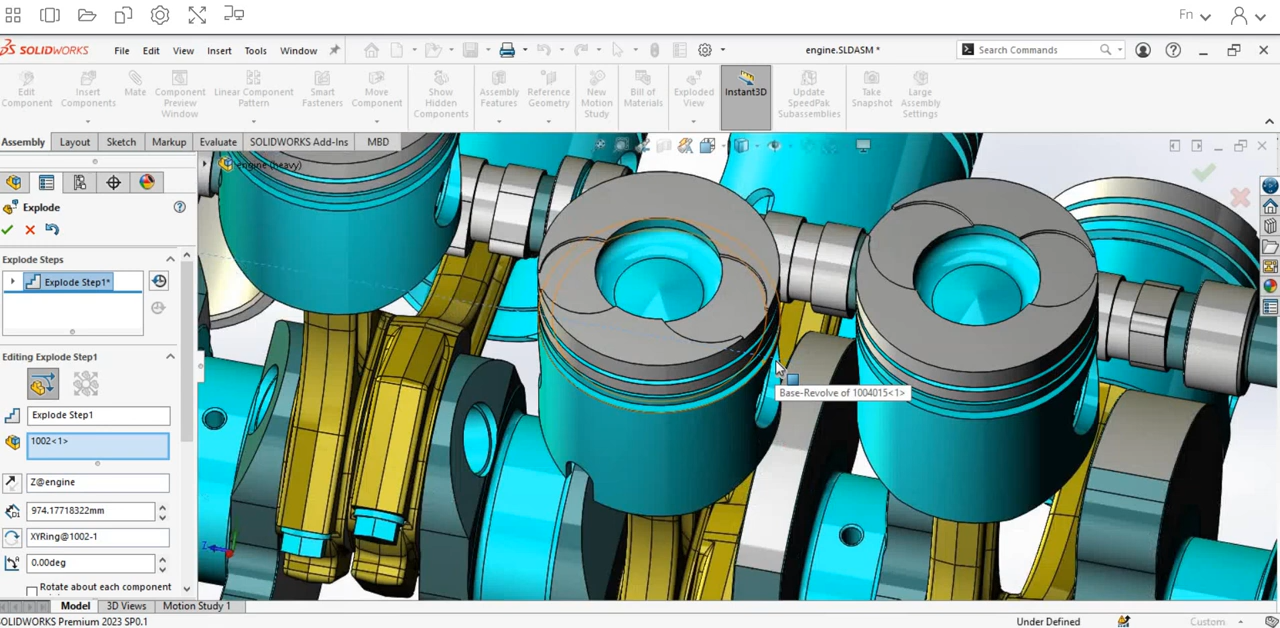 Fn
SOLIDWORKS File Edit View Insert Tools Window engine.SLDASM * Search Commands
Edit Component
Insert Components
Mate
Component Preview Window
Linear Component Pattern
Smart Fasteners
Move Component
Show Hidden Components
Assembly Features
Reference Geometry
New Motion Study
Bill of Materials
Exploded View
Instant3D
Update SpeedPak Subassemblies
Take Snapshot
Large Assembly Settings
Assembly Layout Sketch Markup Evaluate SOLIDWORKS Add-Ins MBD
engine (heavy)
Explode
Explode Steps
Explode Step1*
Editing Explode Step1
Explode Step1
1002<1>
Z@engine
974.17718322mm
XYRing@1002-1
0.00deg
Rotate about each component
Base-Revolve of 1004015<1>
Z
Model 3D Views Motion Study 1
OLIDWORKS Premium 2023 SP0.1 Under Defined Custom